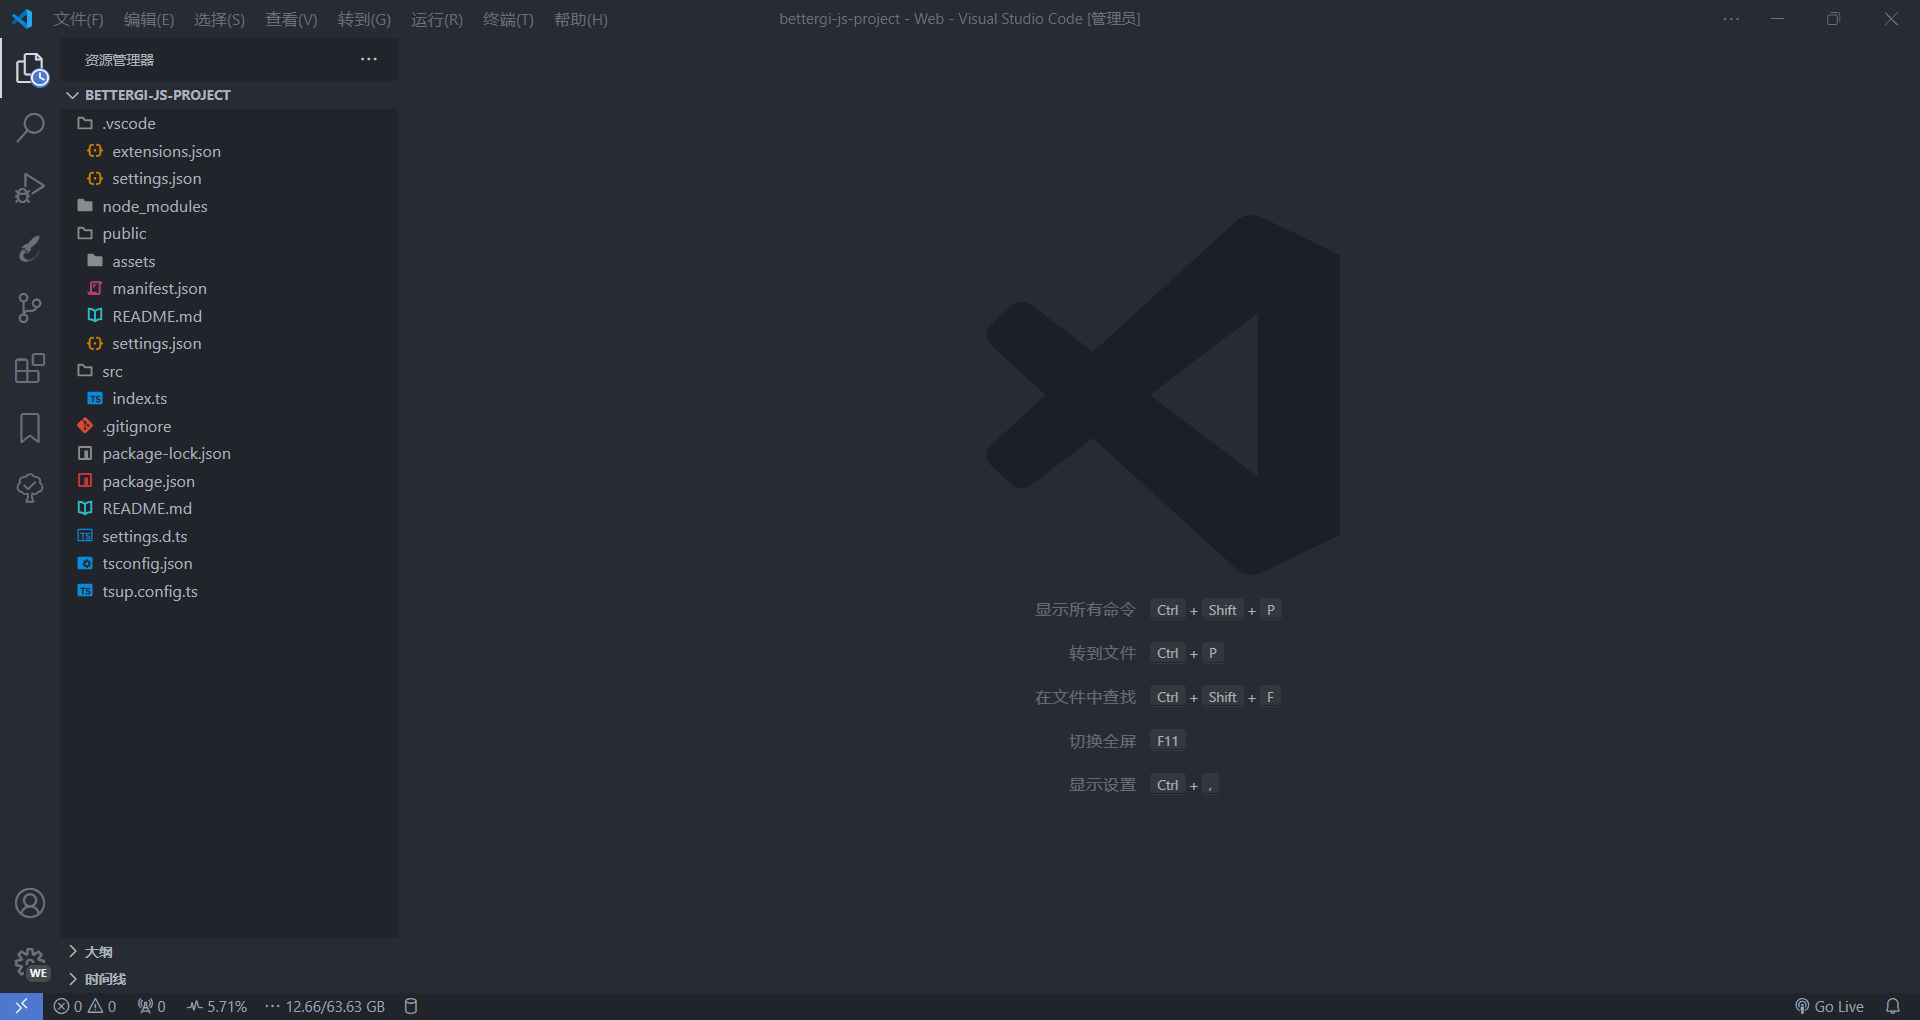 文件(F) 编辑(E) 选择(S) 查看(V) 转到(G) 运行(R) 终端(T) 帮助(H) bettergi-js-project - Web - Visual Studio Code [管理员]
资源管理器
BETTERGI-JS-PROJECT
.vscode
extensions.json
settings.json
node_modules
public
assets
manifest.json
README.md
settings.json
src
TS index.ts
.gitignore
package-lock.json
package.json
README.md
TS settings.d.ts
tsconfig.json
TS tsup.config.ts
显示所有命令 Ctrl + Shift + P
转到文件 Ctrl + P
在文件中查找 Ctrl + Shift + F
切换全屏 F11
显示设置 Ctrl + ,
大纲
WE
时间线
0 0 0 5.71% 12.66/63.63 GB Go Live